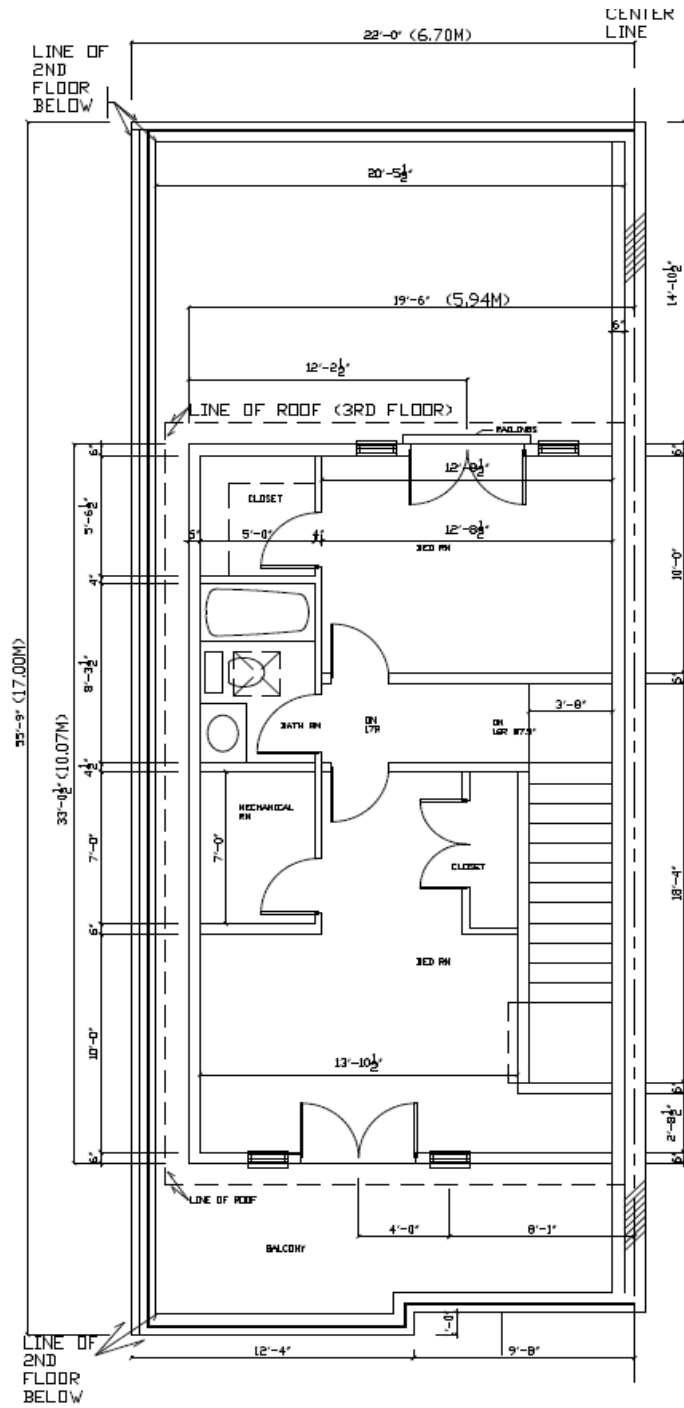 CENTER
LINE
22'-0" (6.70M)
LINE OF
2ND
FLOOR
BELOW
20'-5½"
14'-10½"
19'-6" (5.94M)
6"
12'-2½"
LINE OF ROOF (3RD FLOOR)
RAILINGS
6"
12'-8½"
6"
CLOSET
5'-6½"
5'-0"
12'-8½"
BED RM
10'-0"
4"
55'-9" (17.00M)
33'-0½" (10.07M)
8'-3½"
3'-8"
BATH RM
DN
17R
DN
4½"
MECHANICAL
RM
7'-0"
7'-0"
CLOSET
18'-4"
6"
BED RM
10'-0"
13'-10½"
6"
2'-8½"
6"
6"
LINE OF ROOF
4'-0"
8'-1"
BALCONY
LINE OF
2ND
FLOOR
BELOW
12'-4"
9'-8"